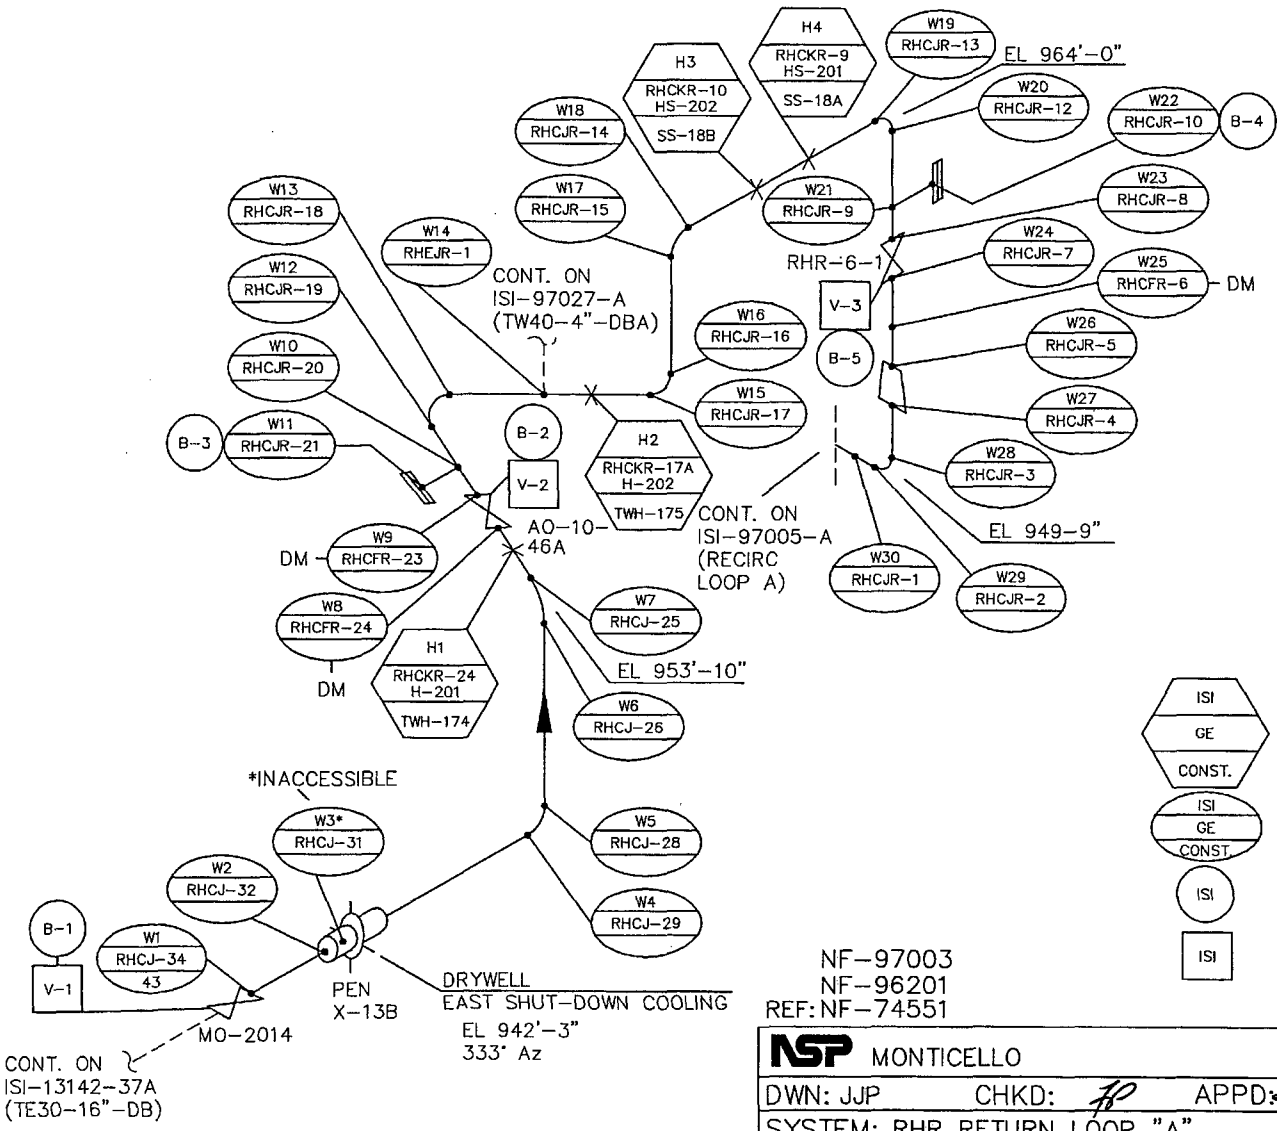 H4
RHCKR-9
HS-201
SS-18A
W19
RHCJR-13
EL 964'-0"
H3
RHCKR-10
HS-202
SS-18B
W20
RHCJR-12
W22
RHCJR-10
B-4
W18
RHCJR-14
W13
RHCJR-18
W17
RHCJR-15
W21
RHCJR-9
W23
RHCJR-8
W14
RHEJR-1
W24
RHCJR-7
RHR-6-1
W12
RHCJR-19
CONT. ON
ISI-97027-A
(TW40-4"-DBA)
V-3
W25
RHCFR-6
DM
W16
RHCJR-16
B-5
W26
RHCJR-5
W10
RHCJR-20
W15
RHCJR-17
W27
RHCJR-4
B-3
W11
RHCJR-21
B-2
H2
RHCKR-17A
H-202
TWH-175
W28
RHCJR-3
V-2
CONT. ON
ISI-97005-A
(RECIRC
LOOP A)
EL 949-9"
AO-10-
46A
DM
W9
RHCFR-23
W30
RHCJR-1
W29
RHCJR-2
W8
RHCFR-24
DM
W7
RHCJ-25
H1
RHCKR-24
H-201
TWH-174
EL 953'-10"
W6
RHCJ-26
ISI
GE
CONST.
*INACCESSIBLE
W3*
RHCJ-31
W5
RHCJ-28
ISI
GE
CONST.
W2
RHCJ-32
W4
RHCJ-29
ISI
B-1
W1
RHCJ-34
43
ISI
V-1
PEN
X-13B
DRYWELL
EAST SHUT-DOWN COOLING
EL 942'-3"
333° Az
MO-2014
CONT. ON
ISI-13142-37A
(TE30-16"-DB)
NF-97003
NF-96201
REF: NF-74551
NSP MONTICELLO
DWN: JJP CHKD: APPD:
SYSTEM: RHR RETURN LOOP "A"